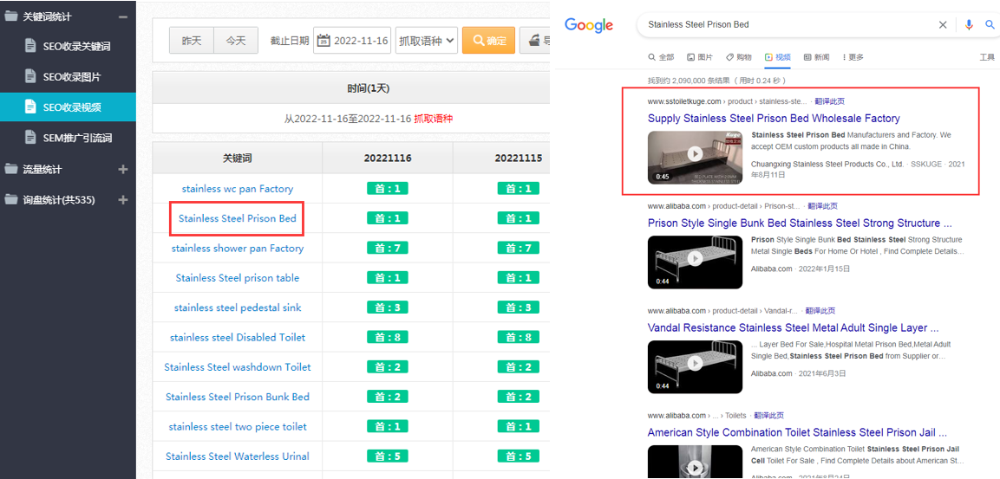 关键词统计
SEO收录关键词
SEO收录图片
SEO收录视频
SEM推广引流词
流量统计
询盘统计(共535)
昨天 今天 截止日期 2022-11-16 抓取语种 确定
时间(1天)
从2022-11-16至2022-11-16 抓取语种
关键词 20221116 20221115
stainless wc pan Factory 首：1 首：1
Stainless Steel Prison Bed 首：1 首：1
stainless shower pan Factory 首：7 首：7
Stainless Steel prison table 首：1 首：1
stainless steel pedestal sink 首：3 首：3
stainless steel Disabled Toilet 首：8 首：8
Stainless Steel washdown Toilet 首：2 首：2
Stainless Steel Prison Bunk Bed 首：2 首：2
stainless steel two piece toilet 首：1 首：1
Stainless Steel Waterless Urinal 首：5 首：5
Google
Stainless Steel Prison Bed
全部 图片 购物 视频 新闻 更多 工具
找到约 2,090,000 条结果 （用时 0.24 秒）
www.sstoiletkuge.com › product › stainless-ste... · 翻译此页
Supply Stainless Steel Prison Bed Wholesale Factory
Kuge
BED PLATE WITH 20MM
0:45
Stainless Steel Prison Bed Manufacturers and Factory. We
accept OEM custom products all made in China.
Chuangxing Stainless Steel Products Co., Ltd. · SSKUGE · 2021
年8月11日
www.alibaba.com › product-detail › Prison-st... · 翻译此页
Prison Style Single Bunk Bed Stainless Steel Strong Structure ...
0:44
Prison Style Single Bunk Bed Stainless Steel Strong Structure
Metal Single Beds For Home Or Hotel , Find Complete Details...
Alibaba.com · 2022年1月15日
www.alibaba.com › product-detail › Vandal-r... · 翻译此页
Vandal Resistance Stainless Steel Metal Adult Single Layer ...
0:44
... Layer Bed For Sale,Hospital Metal Prison Bed,Metal Adult
Single Bed,Stainless Steel Prison Bed from Supplier or...
Alibaba.com · 2021年6月3日
www.alibaba.com › ... › Toilets · 翻译此页
American Style Combination Toilet Stainless Steel Prison Jail ...
American Style Combination Toilet Stainless Steel Prison Jail
Cell Toilet For Sale , Find Complete Details about American St...
Alibaba.com · 2021年8月24日